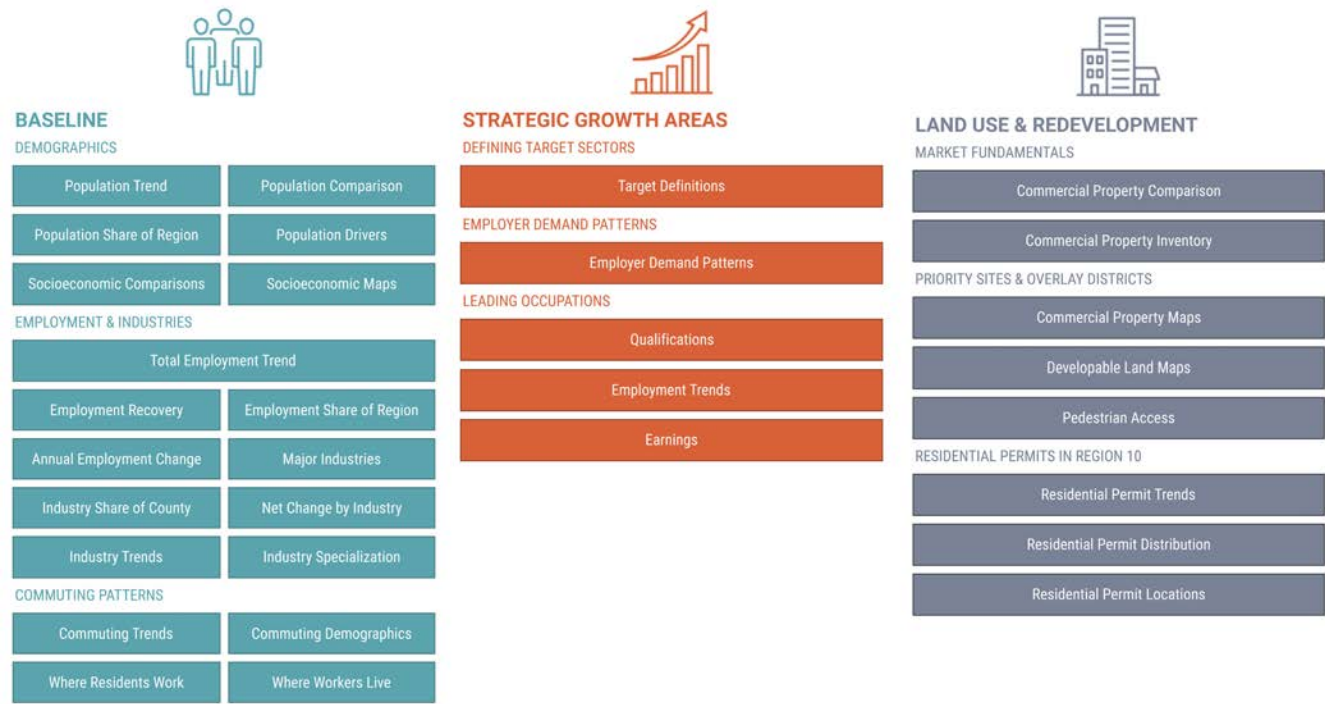 BASELINE
DEMOGRAPHICS
Population Trend
Population Comparison
Population Share of Region
Population Drivers
Socioeconomic Comparisons
Socioeconomic Maps
EMPLOYMENT & INDUSTRIES
Total Employment Trend
Employment Recovery
Employment Share of Region
Annual Employment Change
Major Industries
Industry Share of County
Net Change by Industry
Industry Trends
Industry Specialization
COMMUTING PATTERNS
Commuting Trends
Commuting Demographics
Where Residents Work
Where Workers Live
STRATEGIC GROWTH AREAS
DEFINING TARGET SECTORS
Target Definitions
EMPLOYER DEMAND PATTERNS
Employer Demand Patterns
LEADING OCCUPATIONS
Qualifications
Employment Trends
Earnings
LAND USE & REDEVELOPMENT
MARKET FUNDAMENTALS
Commercial Property Comparison
Commercial Property Inventory
PRIORITY SITES & OVERLAY DISTRICTS
Commercial Property Maps
Developable Land Maps
Pedestrian Access
RESIDENTIAL PERMITS IN REGION 10
Residential Permit Trends
Residential Permit Distribution
Residential Permit Locations